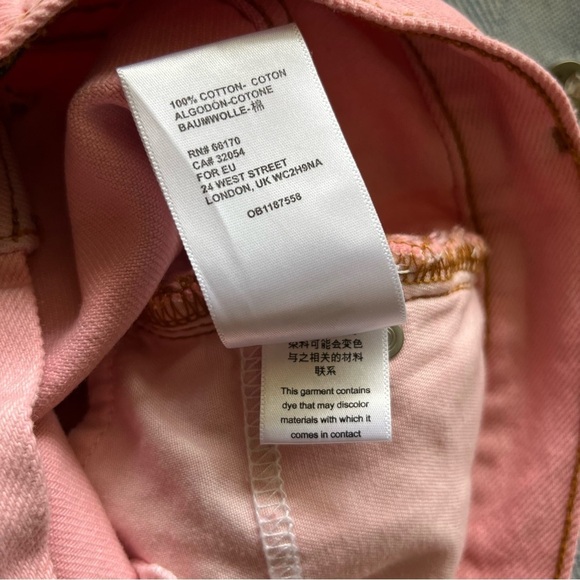 100% COTTON- COTON
ALGODÓN-COTONE
BAUMWOLLE-棉
RN# 66170
CA# 32054
FOR EU
24 WEST STREET
LONDON, UK WC2H9NA
OB1187558
染料可能会变色
与之相关的材料
联系
This garment contains
dye that may discolor
materials with which it
comes in contact